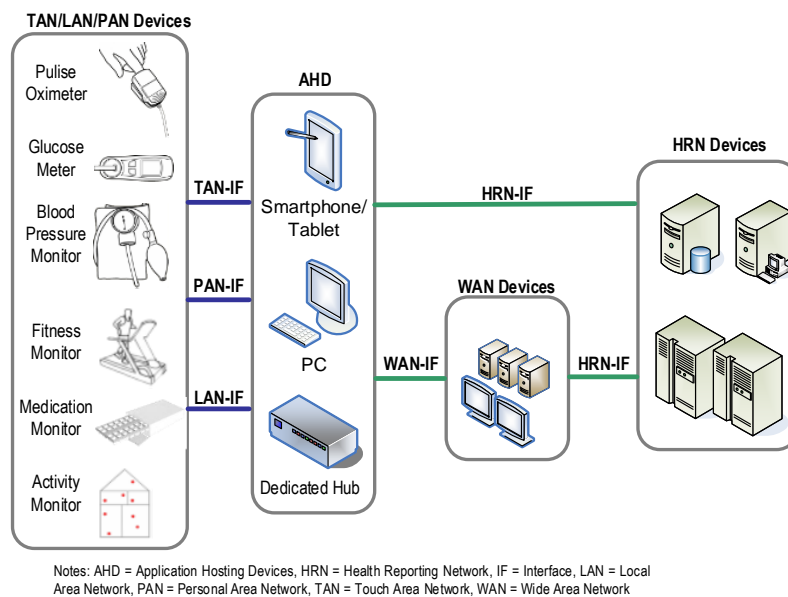 TAN/LAN/PAN Devices
Pulise
Oximeter
Glucose
Meter
Blood
Pressure
Monitor
Fitness
Monitor
Medication
Monitor
Activity
Monitor
TAN-IF
PAN-IF
LAN-IF
AHD
Smartphone/
Tablet
PC
Dedicated Hub
HRN-IF
WAN-IF
WAN Devices
HRN-IF
HRN Devices
Notes: AHD = Application Hosting Devices, HRN = Health Reporting Network, IF = Interface, LAN = Local
Area Network, PAN = Personal Area Network, TAN = Touch Area Network, WAN = Wide Area Network